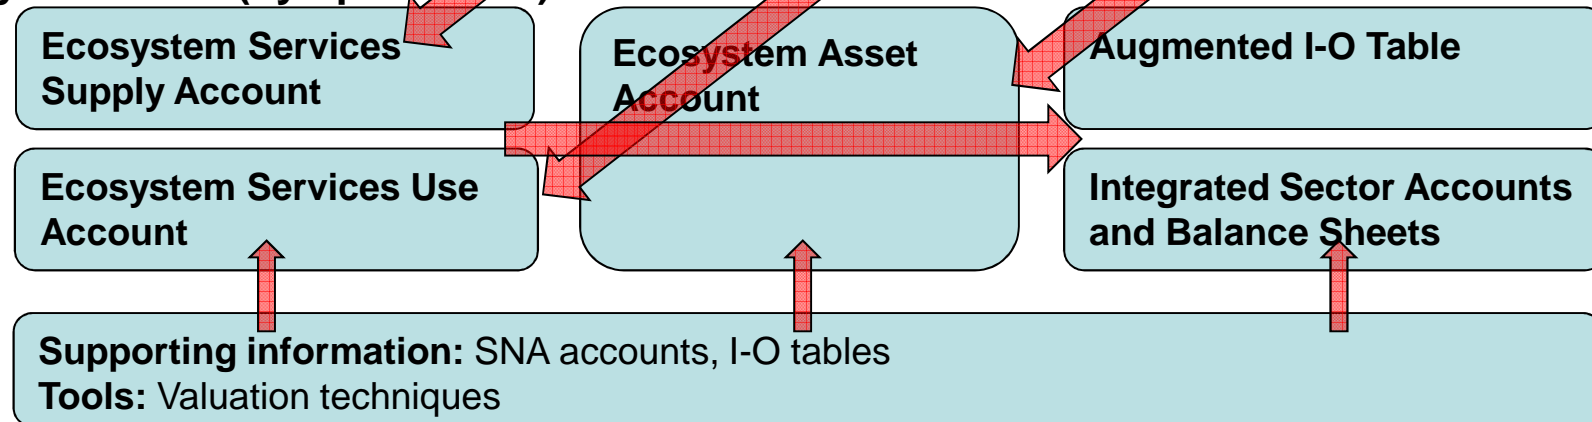 Ecosystem Services
Supply Account
Ecosystem Asset
Account
Augmented I-O Table
Ecosystem Services Use
Account
Integrated Sector Accounts
and Balance Sheets
Supporting information: SNA accounts, I-O tables
Tools: Valuation techniques